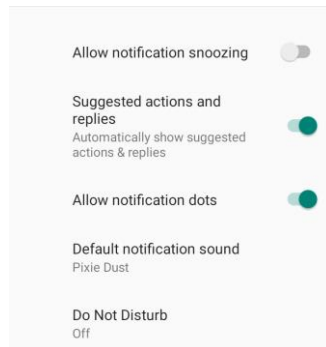 Allow notification snoozing
Suggested actions and
replies
Automatically show suggested
actions & replies
Allow notification dots
Default notification sound
Pixie Dust
Do Not Disturb
Off